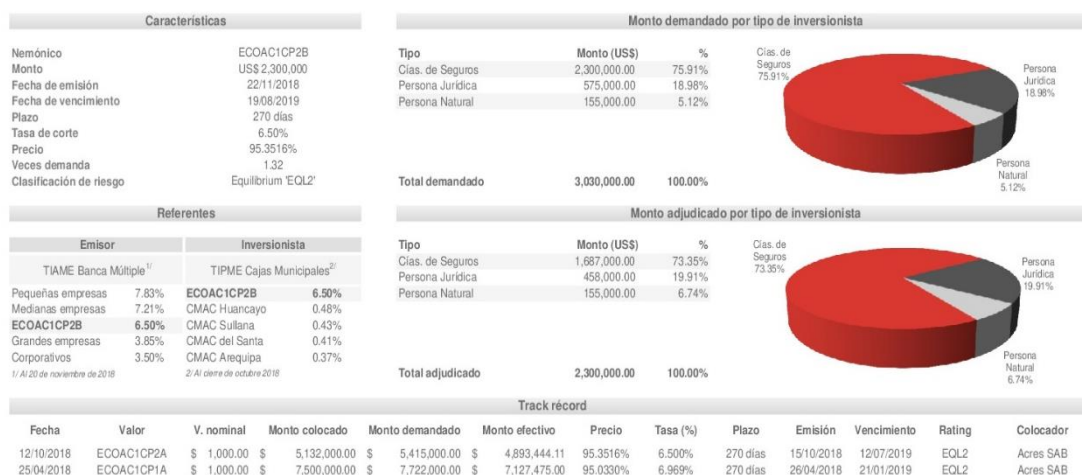 Características
Nemónico ECOAC1CP2B
Monto US$ 2,300,000
Fecha de emisión 22/11/2018
Fecha de vencimiento 19/08/2019
Plazo 270 días
Tasa de corte 6.50%
Precio 95.3516%
Veces demanda 1.32
Clasificación de riesgo Equilibrium 'EQL2'
Monto demandado por tipo de inversionista
Tipo Monto (US$) %
Cías. de Seguros 2,300,000.00 75.91%
Persona Jurídica 575,000.00 18.98%
Persona Natural 155,000.00 5.12%
Total demandado 3,030,000.00 100.00%
Cías. de
Seguros
75.91%
Persona
Jurídica
18.98%
Persona
Natural
5.12%
Referentes
Emisor Inversionista
TIAME Banca Múltiple 1/ TIPME Cajas Municipales 2/
Pequeñas empresas 7.83% ECOAC1CP2B 6.50%
Medianas empresas 7.21% CMAC Huancayo 0.48%
ECOAC1CP2B 6.50% CMAC Sullana 0.43%
Grandes empresas 3.85% CMAC del Santa 0.41%
Corporativos 3.50% CMAC Arequipa 0.37%
1/ Al 20 de noviembre de 2018 2/ Al cierre de octubre 2018
Monto adjudicado por tipo de inversionista
Tipo Monto (US$) %
Cías. de Seguros 1,687,000.00 73.35%
Persona Jurídica 458,000.00 19.91%
Persona Natural 155,000.00 6.74%
Total adjudicado 2,300,000.00 100.00%
Cías. de
Seguros
73.35%
Persona
Jurídica
19.91%
Persona
Natural
6.74%
Track récord
Fecha Valor V. nominal Monto colocado Monto demandado Monto efectivo Precio Tasa (%) Plazo Emisión Vencimiento Rating Colocador
12/10/2018 ECOAC1CP2A $ 1,000.00 $ 5,132,000.00 $ 5,415,000.00 $ 4,893,444.11 95.3516% 6.500% 270 días 15/10/2018 12/07/2019 EQL2 Acres SAB
25/04/2018 ECOAC1CP1A $ 1,000.00 $ 7,500,000.00 $ 7,722,000.00 $ 7,127,475.00 95.0330% 6.969% 270 días 26/04/2018 21/01/2019 EQL2 Acres SAB